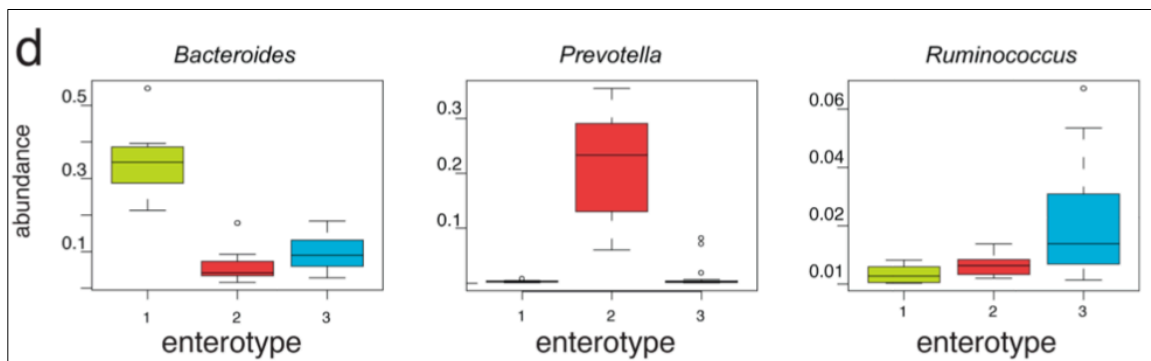 d
Bacteroides
Prevotella
Ruminococcus
abundance
0.5
0.3
0.1
1 2 3
enterotype
0.3
0.2
0.1
1 2 3
enterotype
0.06
0.04
0.02
0.01
1 2 3
enterotype